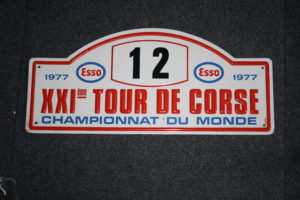 12
1977 Esso Esso 1977
XXIème TOUR DE CORSE
CHAMPIONNAT DU MONDE